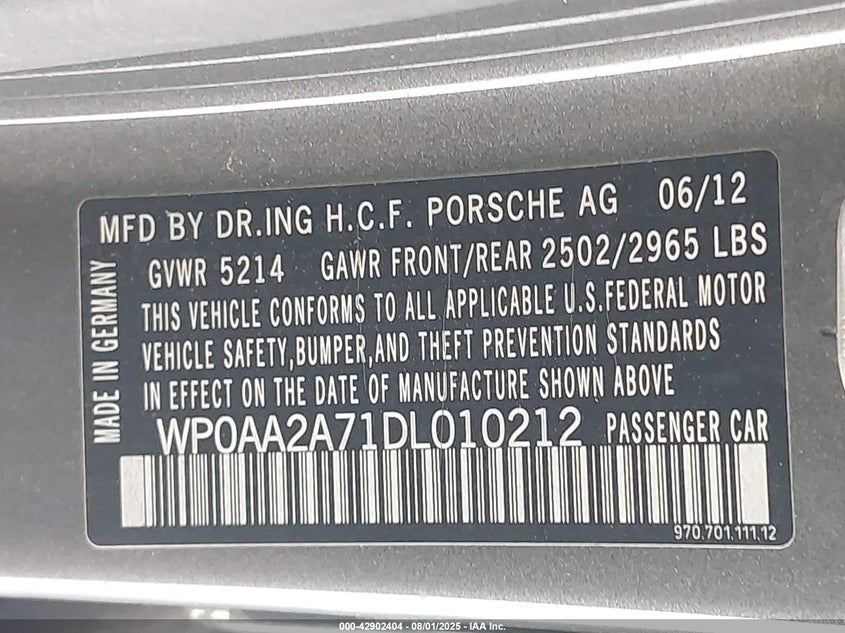 MFD BY DR.ING H.C.F. PORSCHE AG 06/12
GVWR 5214 GAWR FRONT/REAR 2502/2965 LBS
THIS VEHICLE CONFORMS TO ALL APPLICABLE U.S.FEDERAL MOTOR
VEHICLE SAFETY,BUMPER,AND THEFT PREVENTION STANDARDS
IN EFFECT ON THE DATE OF MANUFACTURE SHOWN ABOVE
WP0AA2A71DL010212 PASSENGER CAR
MADE IN GERMANY
970.701.111.12
000-42902404 - 08/01/2025 - IAA Inc.